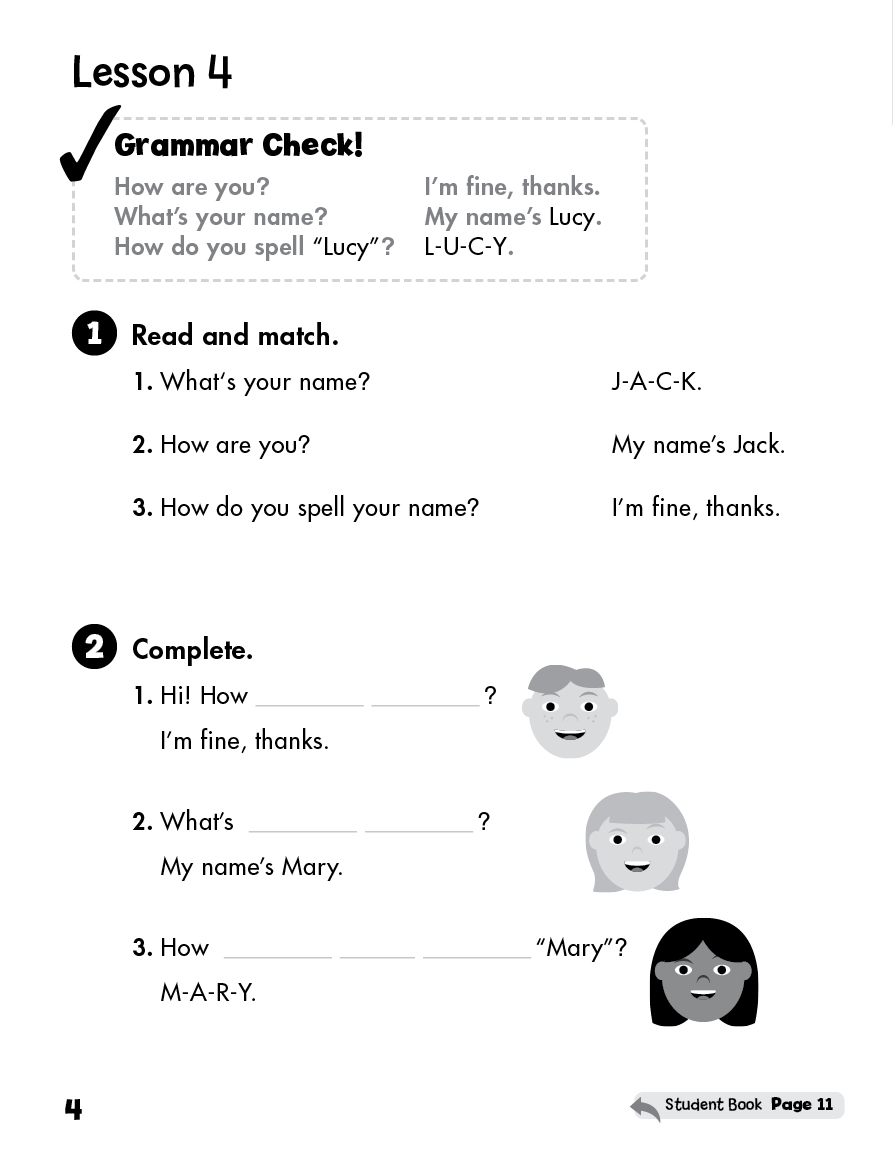 Lesson 4
Grammar Check!
How are you? I'm fine, thanks.
What's your name? My name's Lucy.
How do you spell “Lucy”? L-U-C-Y.
1 Read and match.
1. What‘s your name? J-A-C-K.
2. How are you? My name's Jack.
3. How do you spell your name? I'm fine, thanks.
2 Complete.
1. Hi! How ________ ________ ?
I'm fine, thanks.
2. What's ________ ________ ?
My name's Mary.
3. How ________ ______ ________ “Mary”?
M-A-R-Y.
4
Student Book Page 11